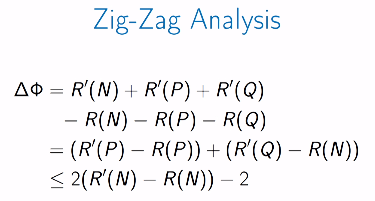 Zig-Zag Analysis
ΔΦ = R′(N) + R′(P) + R′(Q)
− R(N) − R(P) − R(Q)
= (R′(P) − R(P)) + (R′(Q) − R(N))
≤ 2(R′(N) − R(N)) − 2